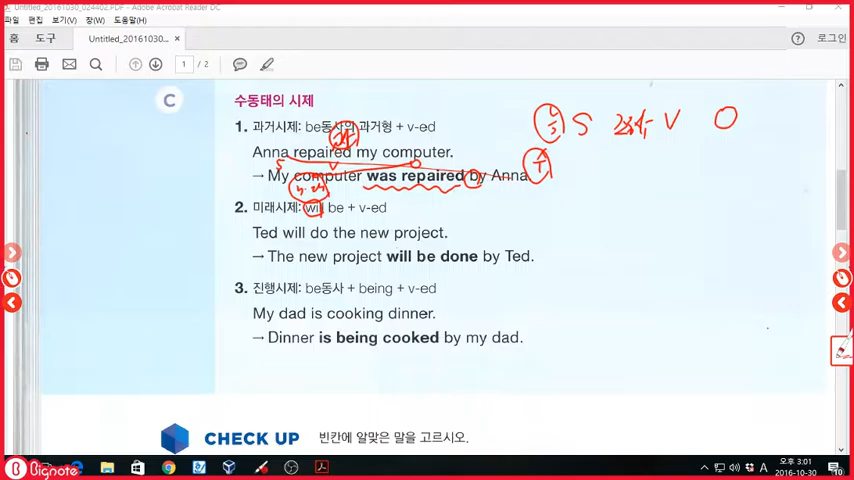 Untitled_20161030_024402.PDF - Adobe Acrobat Reader DC
파일 편집 보기(V) 창(W) 도움말(H)
홈 도구 Untitled_20161030... × ? 로그인
1 / 2
C 수동태의 시제
1. 과거시제: be동사의 과거형 + v-ed
S V O
Anna repaired my computer.
S V O
→ My computer was repaired by Anna.
2. 미래시제: will be + v-ed
Ted will do the new project.
→ The new project will be done by Ted.
3. 진행시제: be동사 + being + v-ed
My dad is cooking dinner.
→ Dinner is being cooked by my dad.
CHECK UP 빈칸에 알맞은 말을 고르시오.
Bignote
A 오후 3:01
2016-10-30